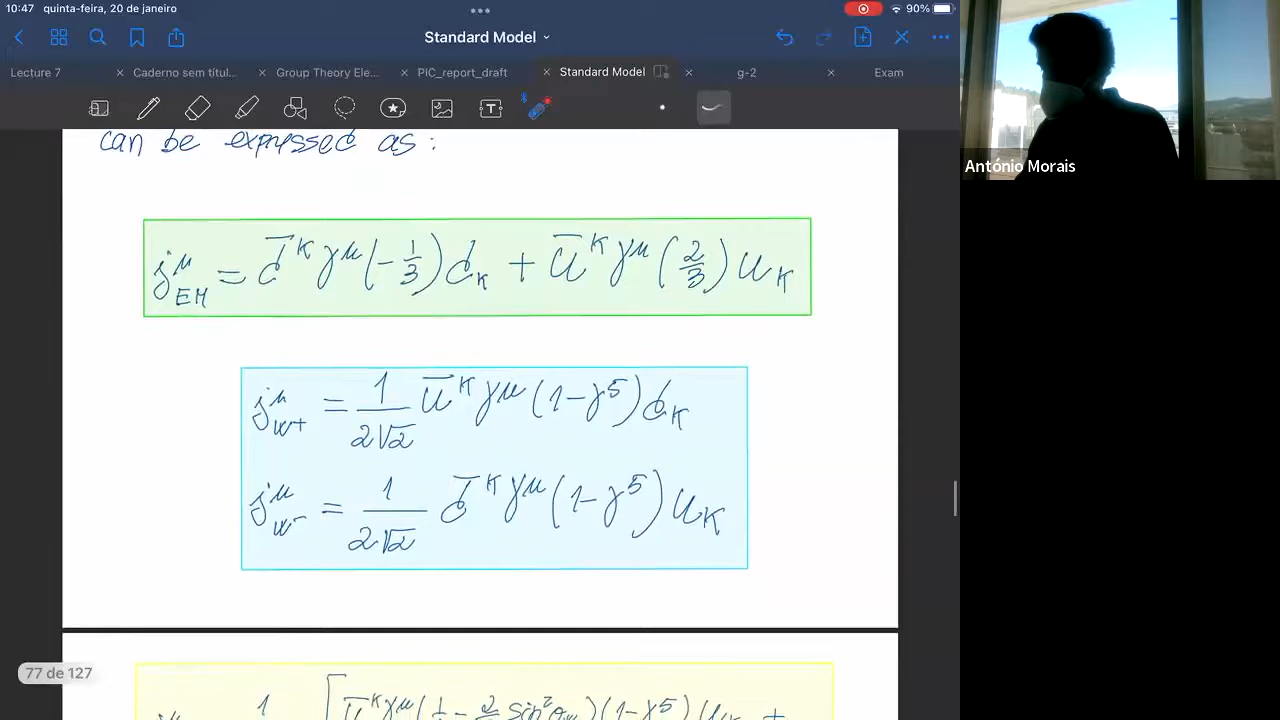 10:47 quinta-feira, 20 de janeiro
90%
Standard Model
Lecture 7
Caderno sem títul...
Group Theory Ele...
PIC_report_draft
Standard Model
g-2
Exam
António Morais
can be expressed as :
j^μ_EM = d̄^k γ^μ (-1/3) d_k + ū^k γ^μ (2/3) u_k
j^μ_W+ = 1/(2√2) ū^k γ^μ (1-γ^5) d_k
j^μ_W- = 1/(2√2) d̄^k γ^μ (1-γ^5) u_k
77 de 127